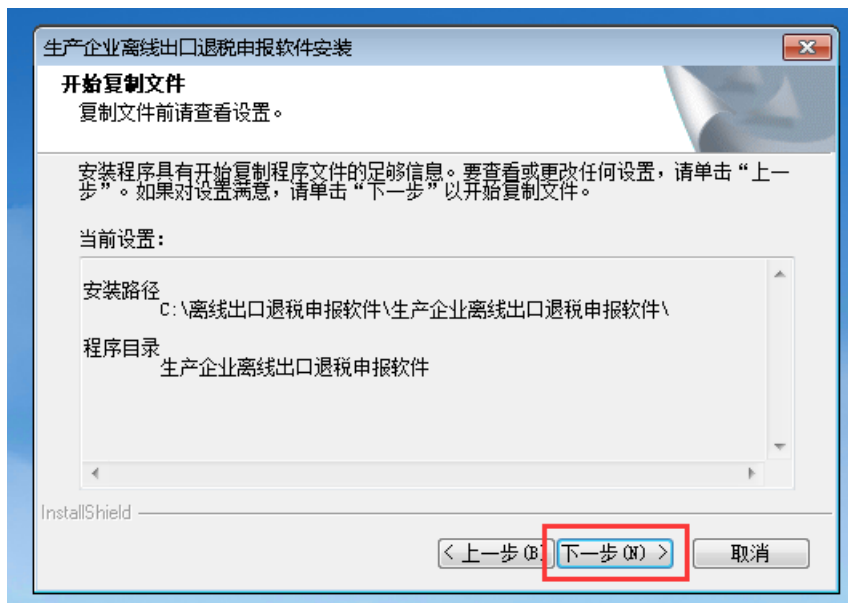 生产企业离线出口退税申报软件安装
开始复制文件
复制文件前请查看设置。
安装程序具有开始复制程序文件的足够信息。要查看或更改任何设置，请单击“上一
步”。如果对设置满意，请单击“下一步”以开始复制文件。
当前设置：
安装路径
C:\离线出口退税申报软件\生产企业离线出口退税申报软件\
程序目录
生产企业离线出口退税申报软件
InstallShield
< 上一步(B) 下一步(N) > 取消